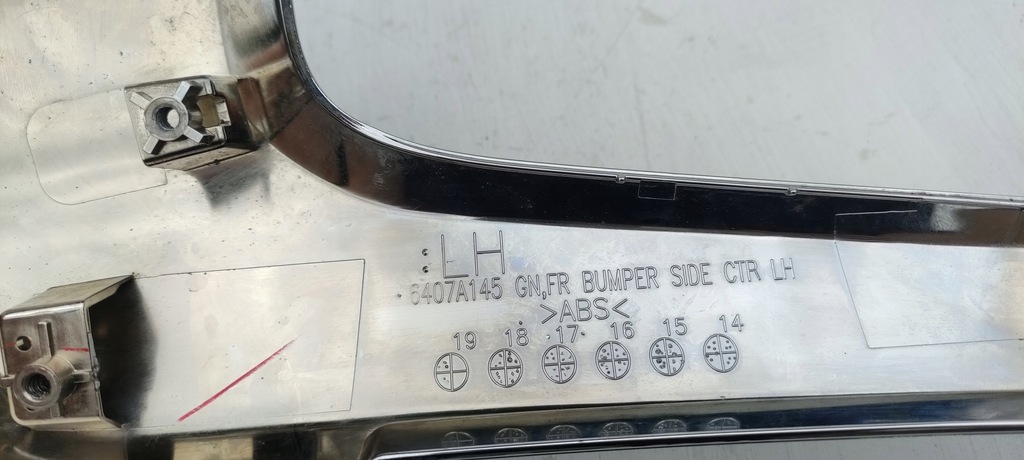 LH
6407A145 GN,FR BUMPER SIDE CTR LH
>ABS<
19 18 17 16 15 14